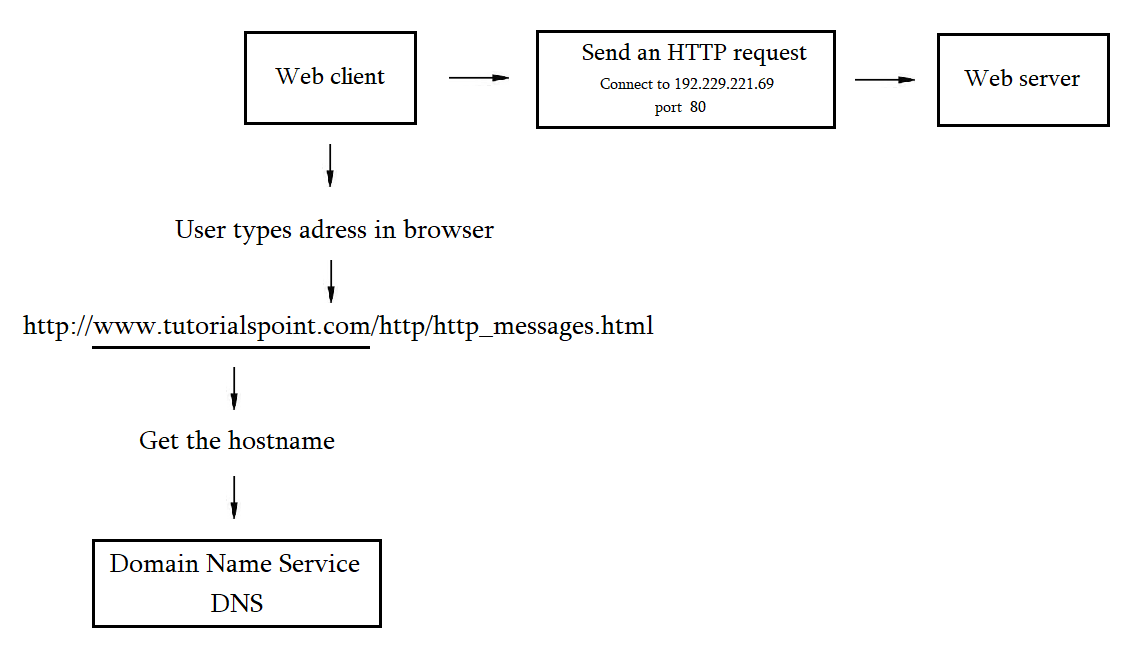 Web client
Send an HTTP request
Connect to 192.229.221.69
port 80
Web server
User types adress in browser
http://www.tutorialspoint.com/http/http_messages.html
Get the hostname
Domain Name Service
DNS